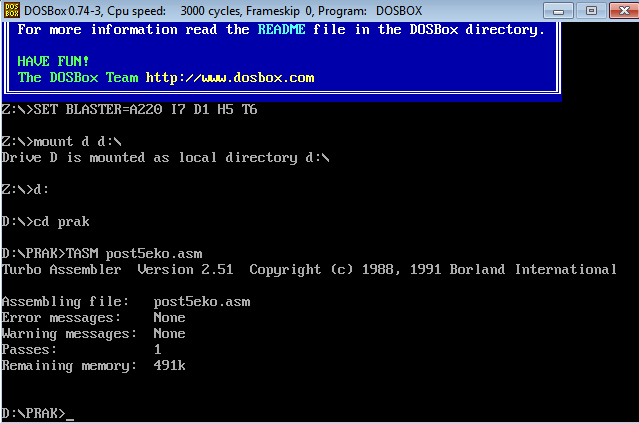 DOSBox 0.74-3, Cpu speed: 3000 cycles, Frameskip 0, Program: DOSBOX
For more information read the README file in the DOSBox directory.
HAVE FUN!
The DOSBox Team http://www.dosbox.com
Z:\>SET BLASTER=A220 I7 D1 H5 T6
Z:\>mount d d:\
Drive D is mounted as local directory d:\
Z:\>d:
D:\>cd prak
D:\PRAK>TASM post5eko.asm
Turbo Assembler Version 2.51 Copyright (c) 1988, 1991 Borland International
Assembling file: post5eko.asm
Error messages: None
Warning messages: None
Passes: 1
Remaining memory: 491k
D:\PRAK>_